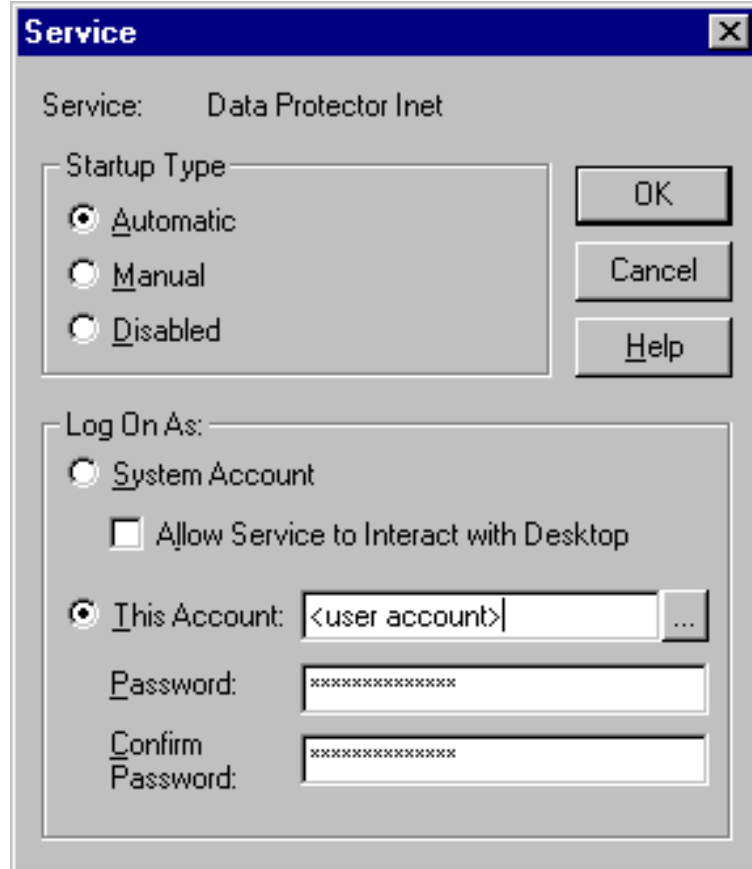 Service
Service: Data Protector Inet
Startup Type
Automatic
Manual
Disabled
OK
Cancel
Help
Log On As:
System Account
Allow Service to Interact with Desktop
This Account: <user account> ...
Password: **************
Confirm
Password: **************